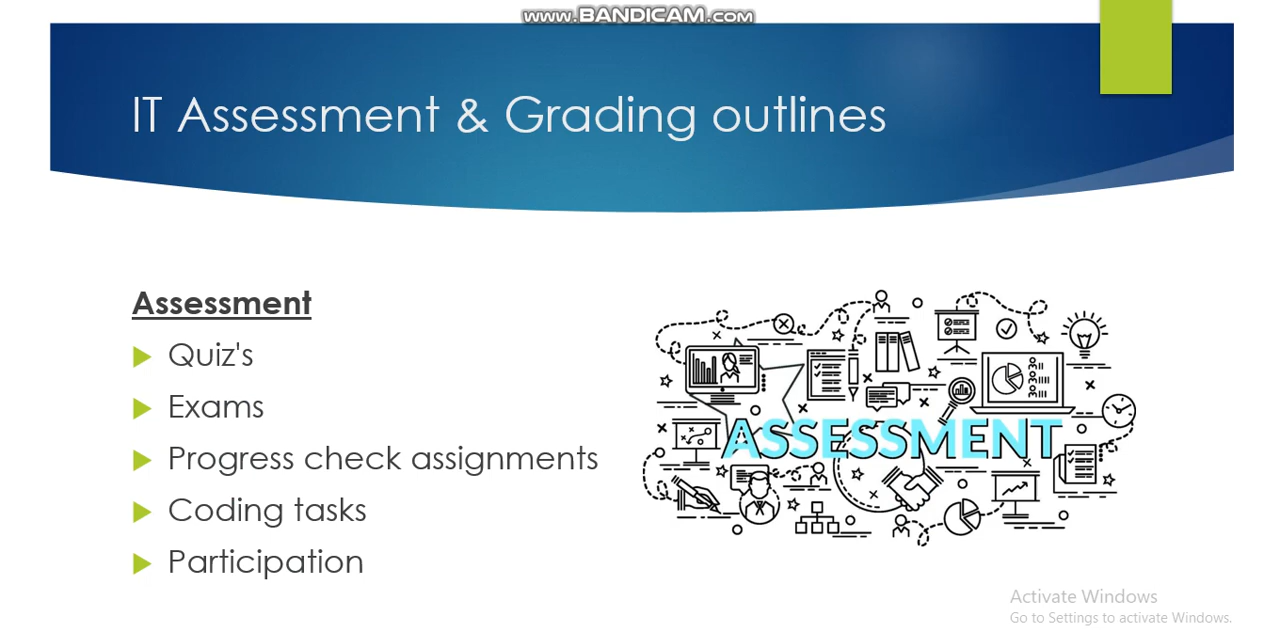 www.BANDICAM.com
IT Assessment & Grading outlines
Assessment
Quiz's
Exams
Progress check assignments
Coding tasks
Participation
ASSESSMENT
Activate Windows
Go to Settings to activate Windows.